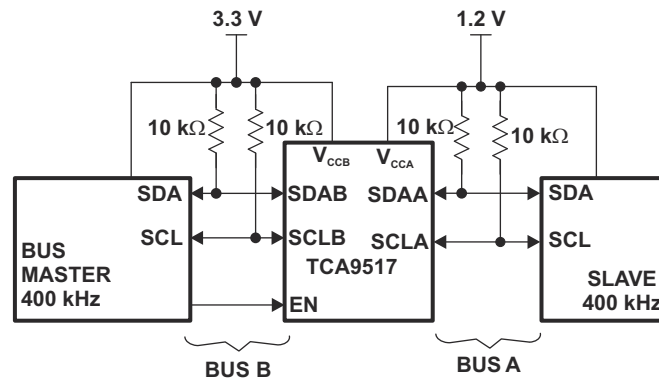 3.3 V
1.2 V
10 kΩ
10 kΩ
10 kΩ
10 kΩ
VCCB
VCCA
SDA
SDAB
SDAA
SDA
SCL
SCLB
SCLA
SCL
BUS
MASTER
400 kHz
TCA9517
EN
SLAVE
400 kHz
BUS B
BUS A